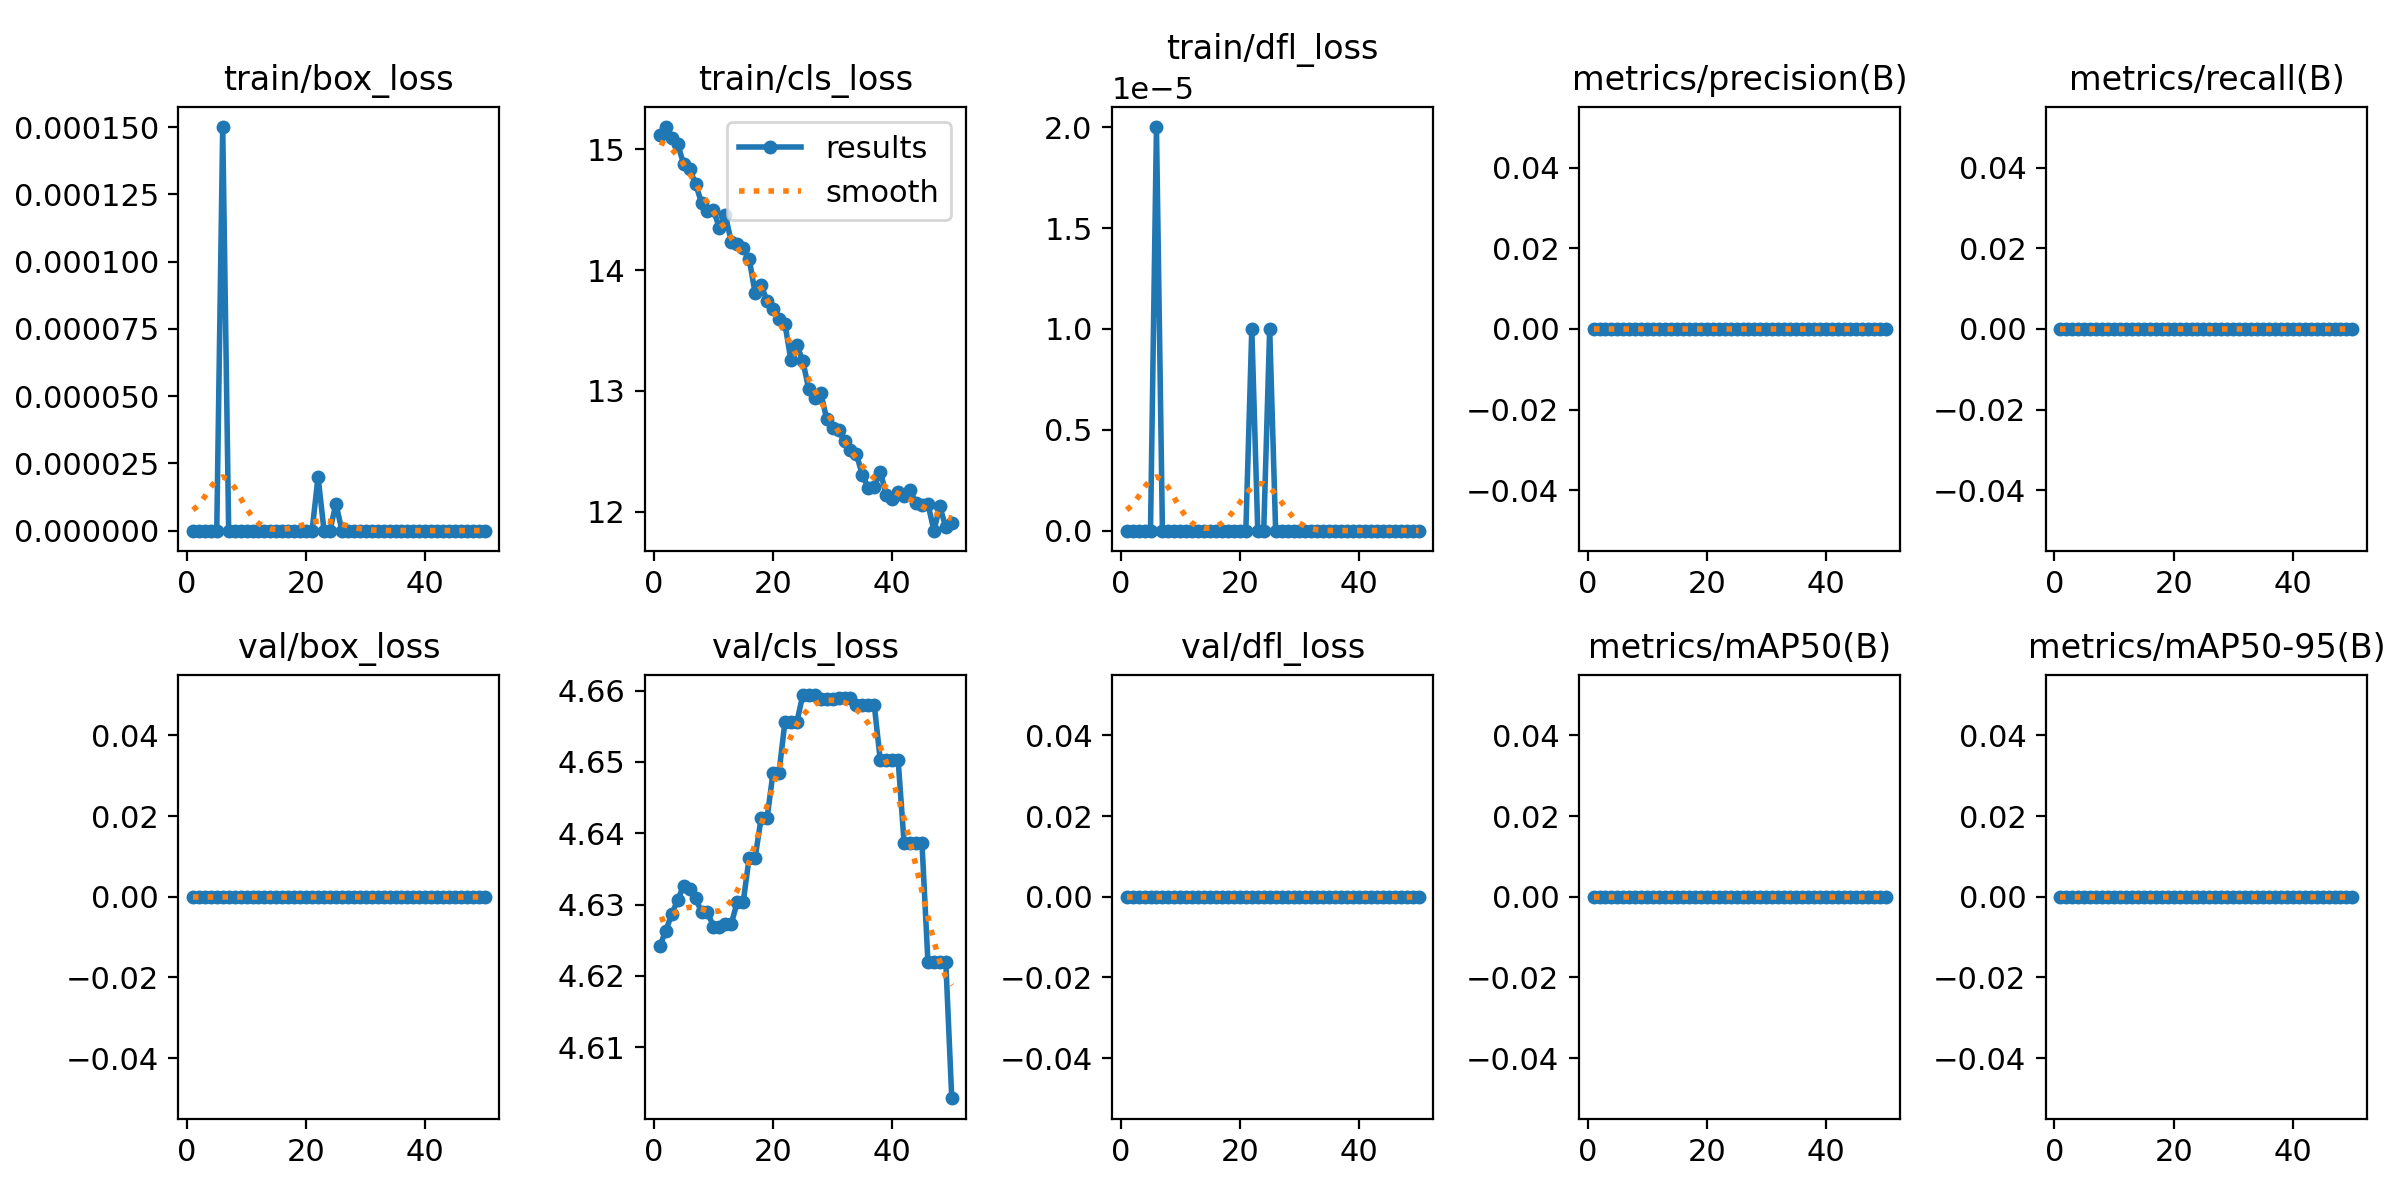 train/box_loss
0.000150
0.000125
0.000100
0.000075
0.000050
0.000025
0.000000
0 20 40
train/cls_loss
results
smooth
15
14
13
12
0 20 40
train/dfl_loss
1e−5
2.0
1.5
1.0
0.5
0.0
0 20 40
metrics/precision(B)
0.04
0.02
0.00
−0.02
−0.04
0 20 40
metrics/recall(B)
0.04
0.02
0.00
−0.02
−0.04
0 20 40
val/box_loss
0.04
0.02
0.00
−0.02
−0.04
0 20 40
val/cls_loss
4.66
4.65
4.64
4.63
4.62
4.61
0 20 40
val/dfl_loss
0.04
0.02
0.00
−0.02
−0.04
0 20 40
metrics/mAP50(B)
0.04
0.02
0.00
−0.02
−0.04
0 20 40
metrics/mAP50-95(B)
0.04
0.02
0.00
−0.02
−0.04
0 20 40